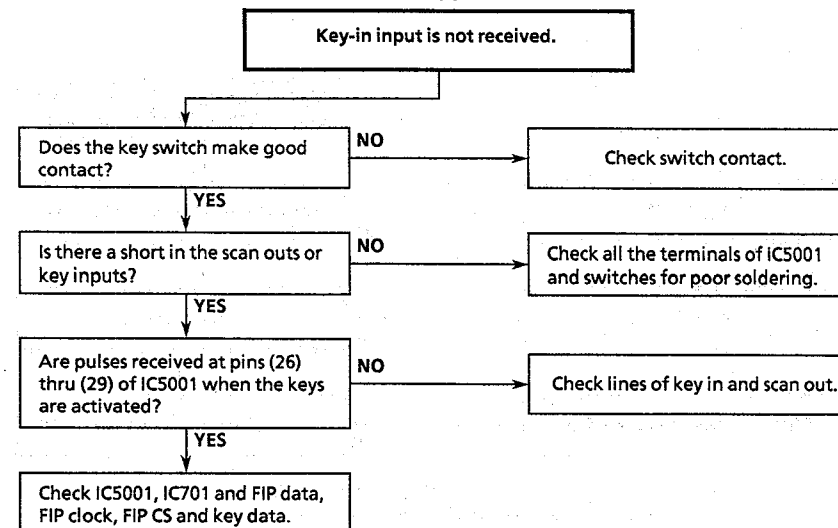 Key-in input is not received.
Does the key switch make good
contact?
NO
Check switch contact.
YES
Is there a short in the scan outs or
key inputs?
NO
Check all the terminals of IC5001
and switches for poor soldering.
YES
Are pulses received at pins (26)
thru (29) of IC5001 when the keys
are activated?
NO
Check lines of key in and scan out.
YES
Check IC5001, IC701 and FIP data,
FIP clock, FIP CS and key data.